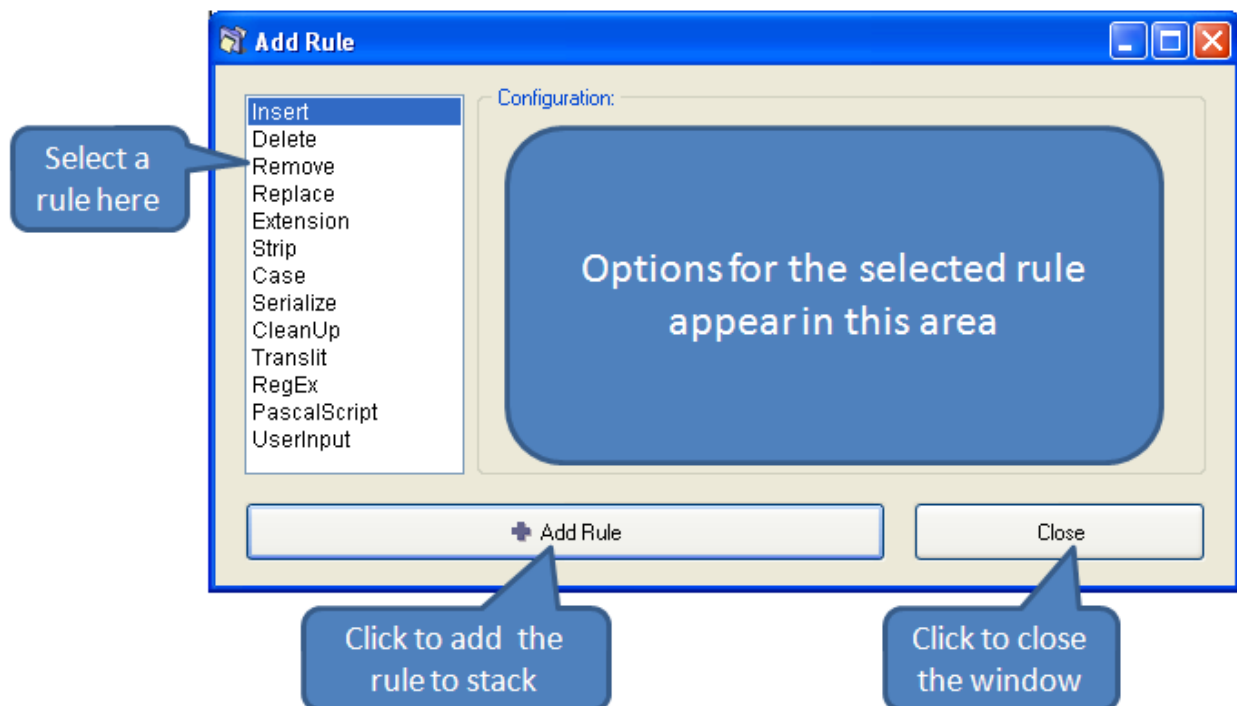 Add Rule
Configuration:
Insert
Delete
Remove
Replace
Extension
Strip
Case
Serialize
CleanUp
Translit
RegEx
PascalScript
UserInput
Select a
rule here
Options for the selected rule
appear in this area
Add Rule
Close
Click to add the
rule to stack
Click to close
the window